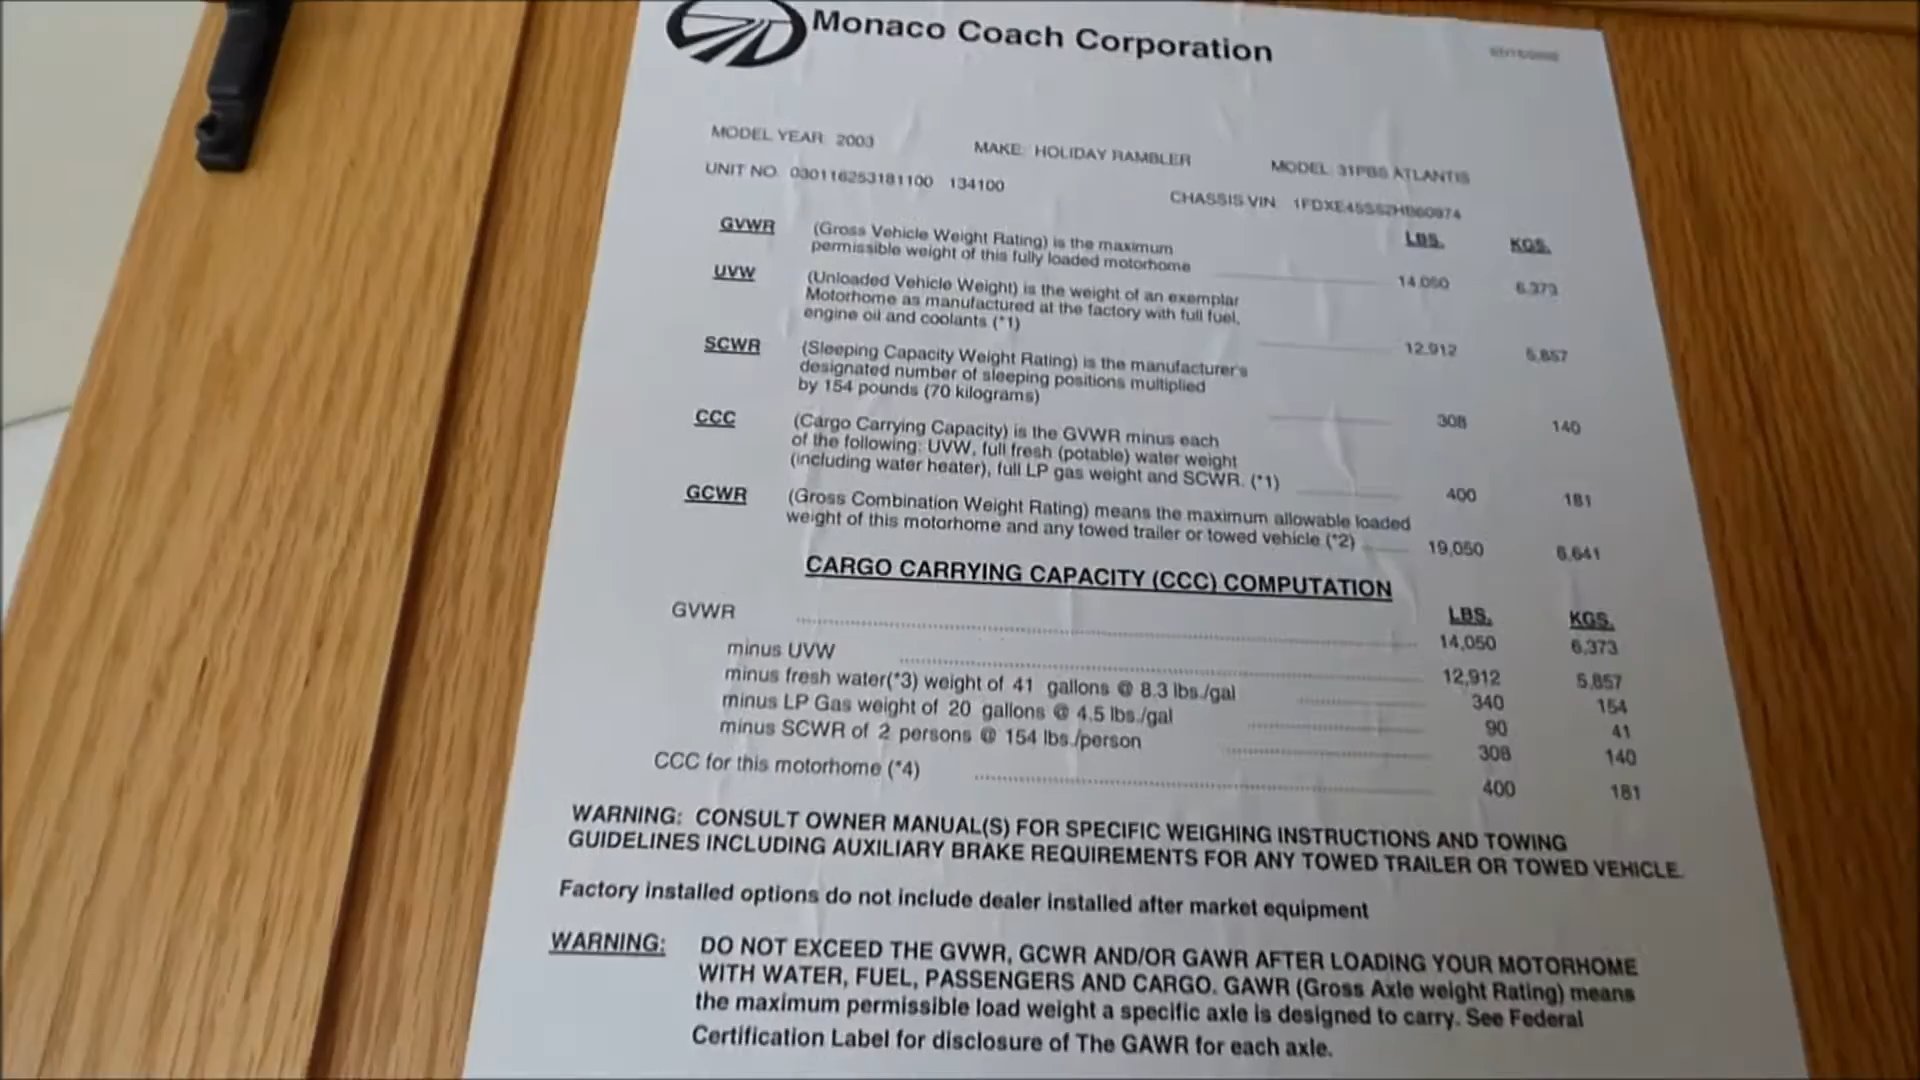 Monaco Coach Corporation
MODEL YEAR: 2003 MAKE: HOLIDAY RAMBLER MODEL: 31PBS ATLANTIS
UNIT NO. 030116253181100 134100 CHASSIS VIN: 1FDXE45S52HB60974
LBS. KGS.
GVWR (Gross Vehicle Weight Rating) is the maximum
permissible weight of this fully loaded motorhome 14,050 6,373
UVW (Unloaded Vehicle Weight) is the weight of an exemplar
Motorhome as manufactured at the factory with full fuel,
engine oil and coolants (*1) 12,912 5,857
SCWR (Sleeping Capacity Weight Rating) is the manufacturer's
designated number of sleeping positions multiplied
by 154 pounds (70 kilograms) 308 140
CCC (Cargo Carrying Capacity) is the GVWR minus each
of the following: UVW, full fresh (potable) water weight
(including water heater), full LP gas weight and SCWR. (*1) 400 181
GCWR (Gross Combination Weight Rating) means the maximum allowable loaded
weight of this motorhome and any towed trailer or towed vehicle (*2) 19,050 8,641
CARGO CARRYING CAPACITY (CCC) COMPUTATION
LBS. KGS.
GVWR 14,050 6,373
minus UVW 12,912 5,857
minus fresh water(*3) weight of 41 gallons @ 8.3 lbs./gal 340 154
minus LP Gas weight of 20 gallons @ 4.5 lbs./gal 90 41
minus SCWR of 2 persons @ 154 lbs./person 308 140
CCC for this motorhome (*4) 400 181
WARNING: CONSULT OWNER MANUAL(S) FOR SPECIFIC WEIGHING INSTRUCTIONS AND TOWING
GUIDELINES INCLUDING AUXILIARY BRAKE REQUIREMENTS FOR ANY TOWED TRAILER OR TOWED VEHICLE.
Factory installed options do not include dealer installed after market equipment
WARNING: DO NOT EXCEED THE GVWR, GCWR AND/OR GAWR AFTER LOADING YOUR MOTORHOME
WITH WATER, FUEL, PASSENGERS AND CARGO. GAWR (Gross Axle weight Rating) means
the maximum permissible load weight a specific axle is designed to carry. See Federal
Certification Label for disclosure of The GAWR for each axle.